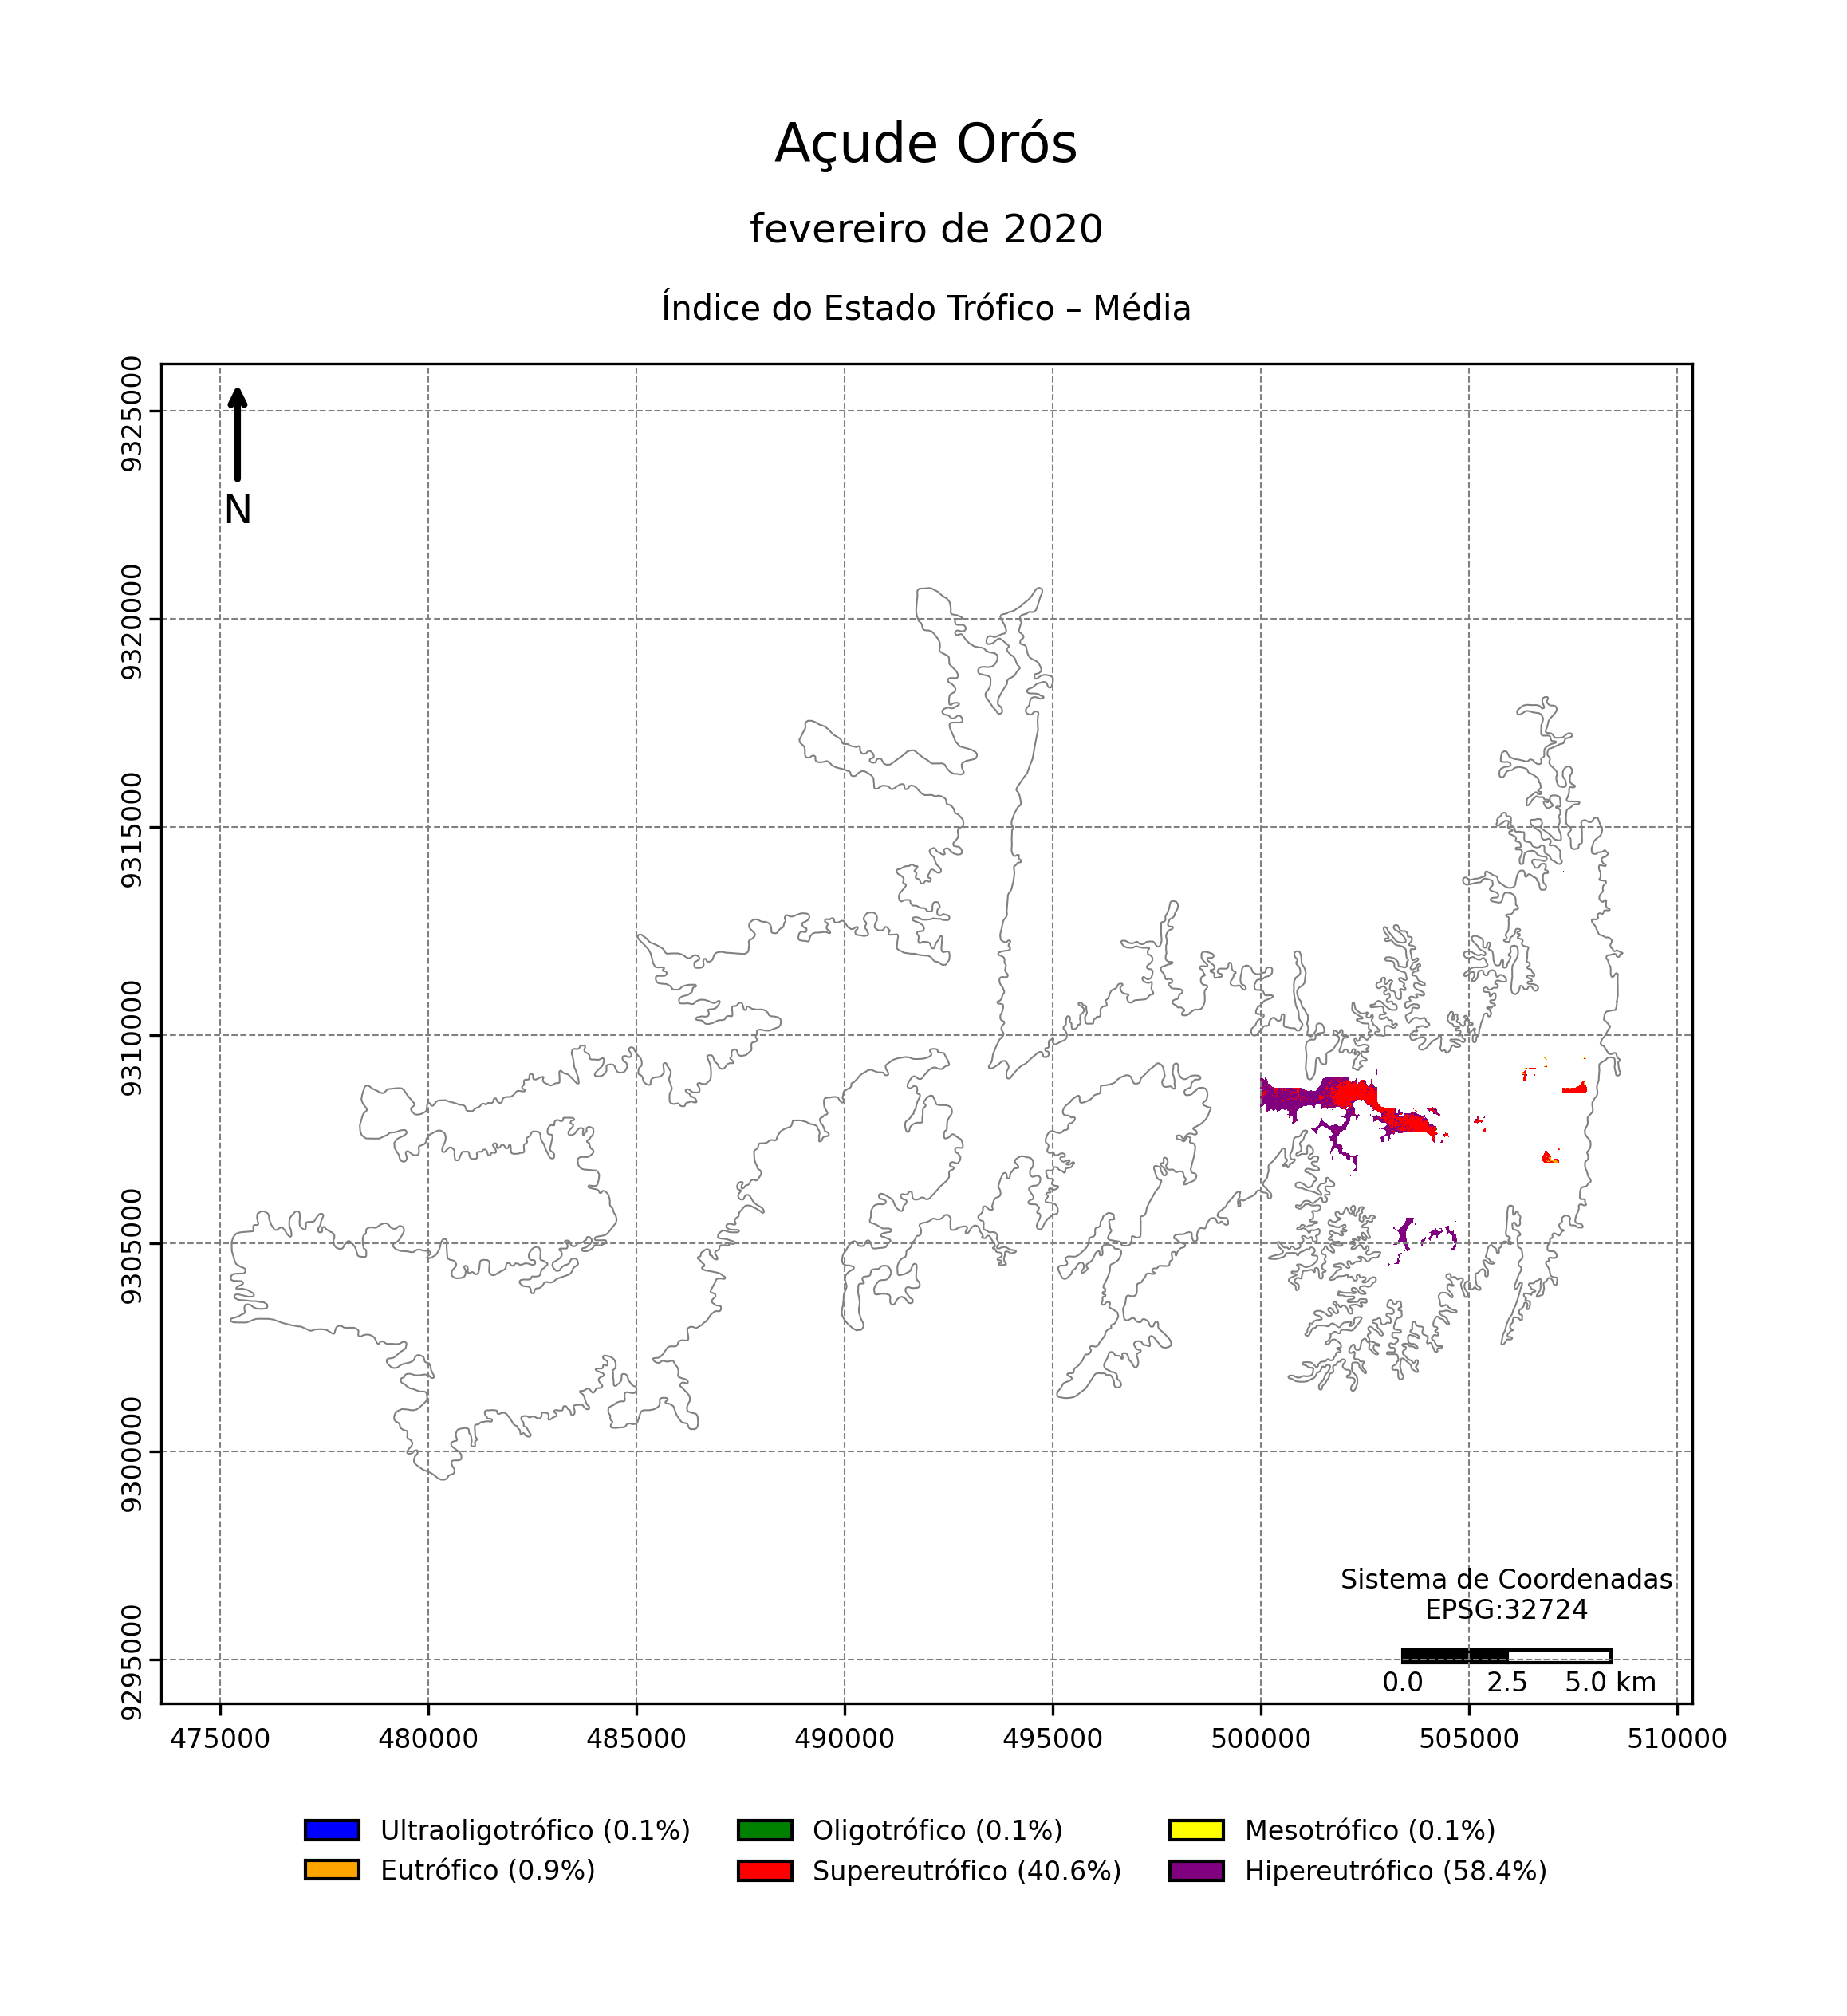 Açude Orós
fevereiro de 2020
Índice do Estado Trófico – Média
9325000
9320000
9315000
9310000
9305000
9300000
9295000
N
Sistema de Coordenadas
EPSG:32724
0.0 2.5 5.0 km
475000 480000 485000 490000 495000 500000 505000 510000
Ultraoligotrófico (0.1%) Oligotrófico (0.1%) Mesotrófico (0.1%)
Eutrófico (0.9%) Supereutrófico (40.6%) Hipereutrófico (58.4%)